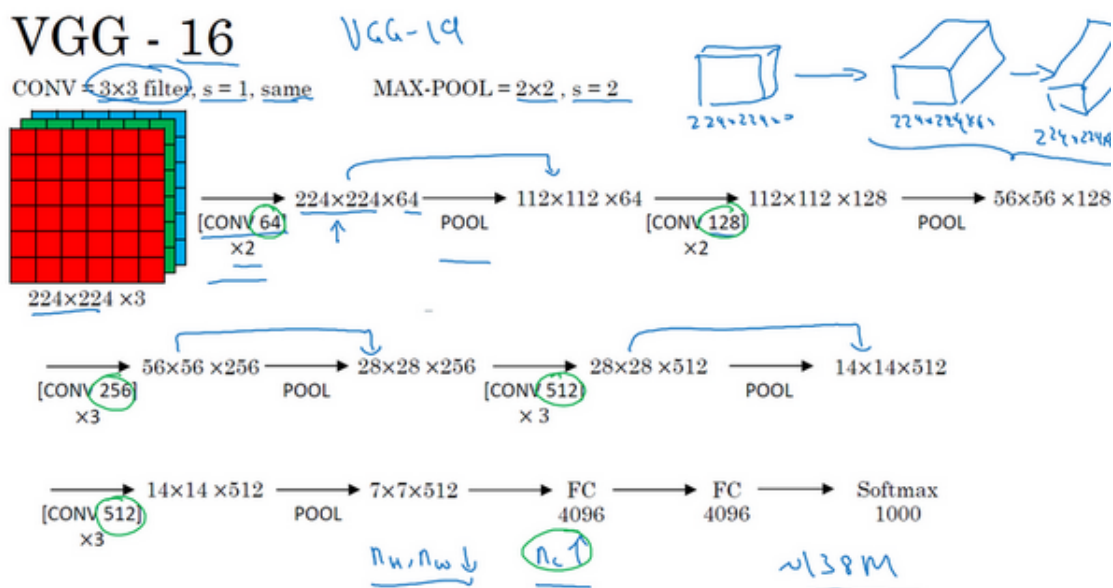 VGG - 16
VGG-19
CONV = 3×3 filter, s = 1, same
MAX-POOL = 2×2 , s = 2
224×224×3
224×224×64
224×224
224×224×64
POOL
112×112 ×64
112×112 ×128
POOL
56×56 ×128
[CONV 64]
×2
[CONV 128]
×2
224×224 ×3
56×56 ×256
28×28 ×256
28×28 ×512
14×14×512
[CONV 256]
×3
POOL
[CONV 512]
× 3
POOL
14×14 ×512
7×7×512
FC
4096
FC
4096
Softmax
1000
[CONV 512]
×3
POOL
nH, nW ↓
nC ↑
~138M